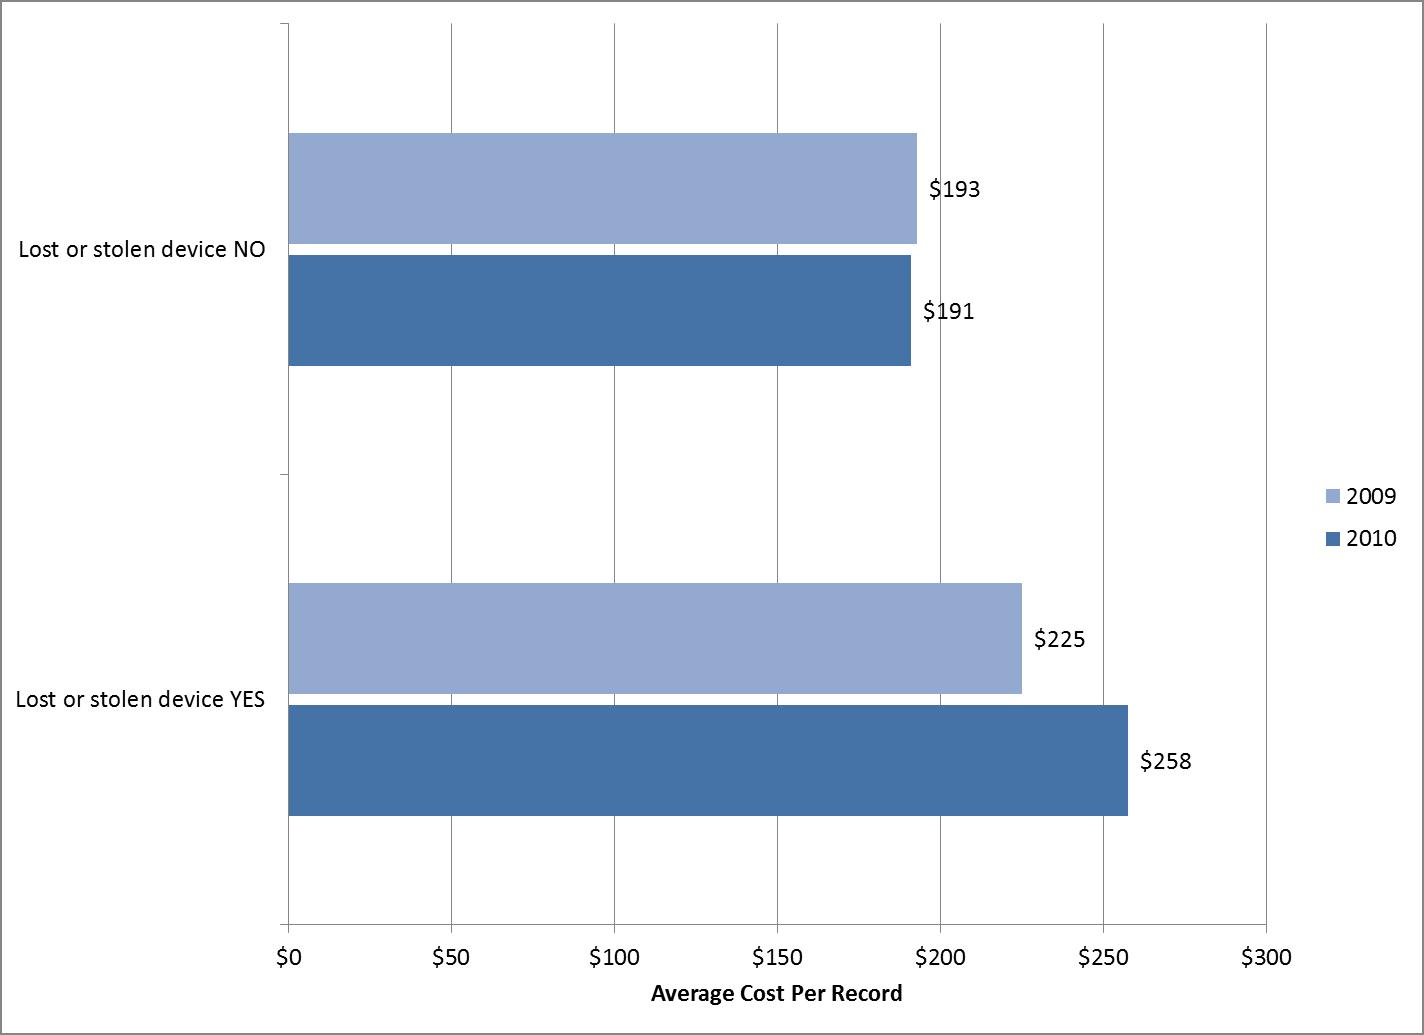 $193
Lost or stolen device NO
$191
2009
2010
$225
Lost or stolen device YES
$258
$0 $50 $100 $150 $200 $250 $300
Average Cost Per Record